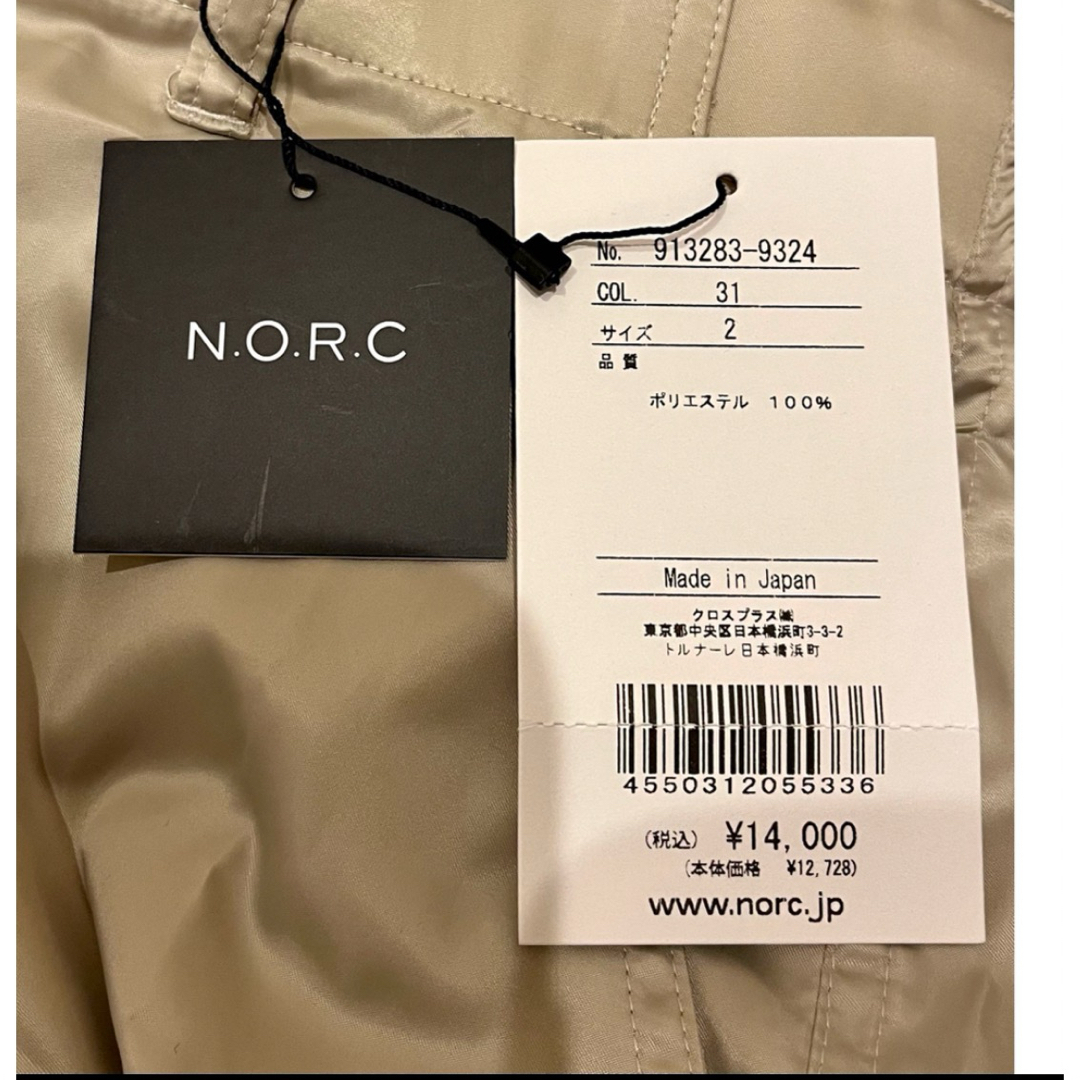 N.O.R.C
No. 913283-9324
COL. 31
サイズ 2
品質
ポリエステル 100%
Made in Japan
クロスプラス㈱
東京都中央区日本橋浜町3-3-2
トルナーレ日本橋浜町
4550312055336
(税込) ¥14,000
(本体価格 ¥12,728)
www.norc.jp